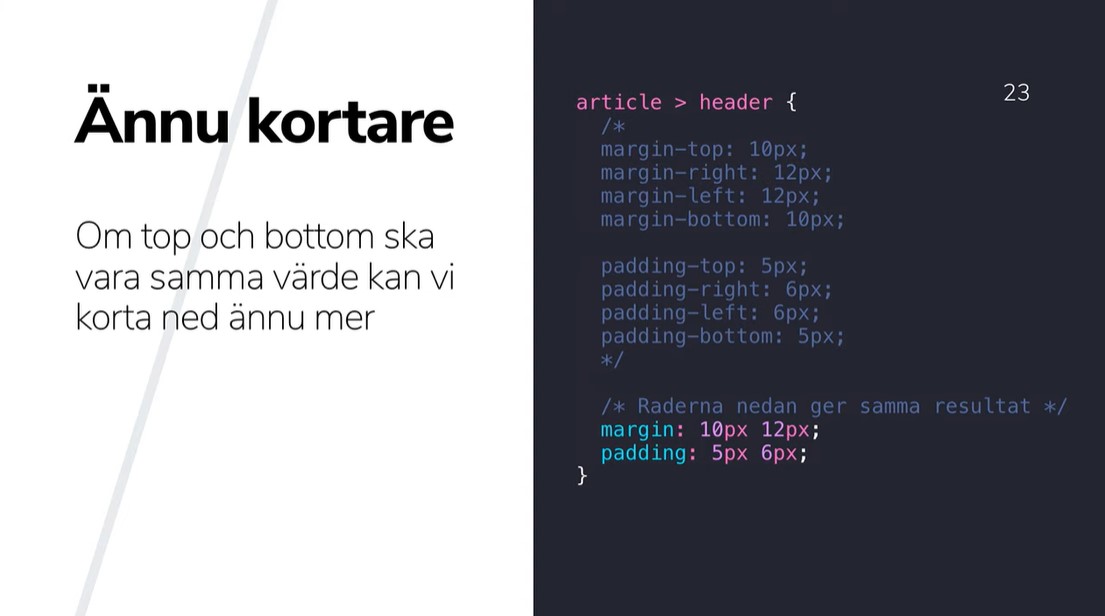 Ännu kortare
Om top och bottom ska
vara samma värde kan vi
korta ned ännu mer
23
article > header {
/*
margin-top: 10px;
margin-right: 12px;
margin-left: 12px;
margin-bottom: 10px;
padding-top: 5px;
padding-right: 6px;
padding-left: 6px;
padding-bottom: 5px;
*/
/* Raderna nedan ger samma resultat */
margin: 10px 12px;
padding: 5px 6px;
}